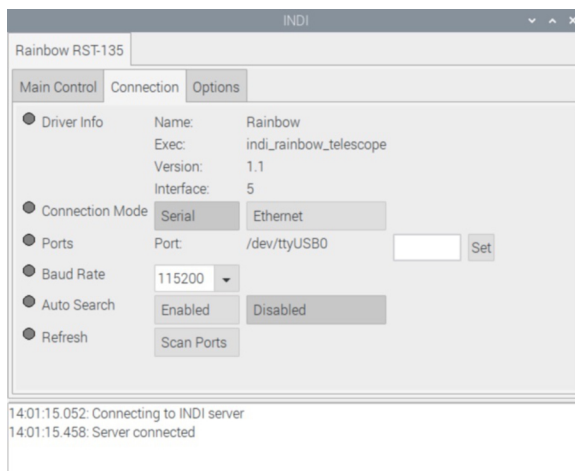 INDI
Rainbow RST-135
Main Control Connection Options
Driver Info Name: Rainbow
Exec: indi_rainbow_telescope
Version: 1.1
Interface: 5
Connection Mode Serial Ethernet
Ports Port: /dev/ttyUSB0 Set
Baud Rate 115200
Auto Search Enabled Disabled
Refresh Scan Ports
14:01:15.052: Connecting to INDI server
14:01:15.458: Server connected